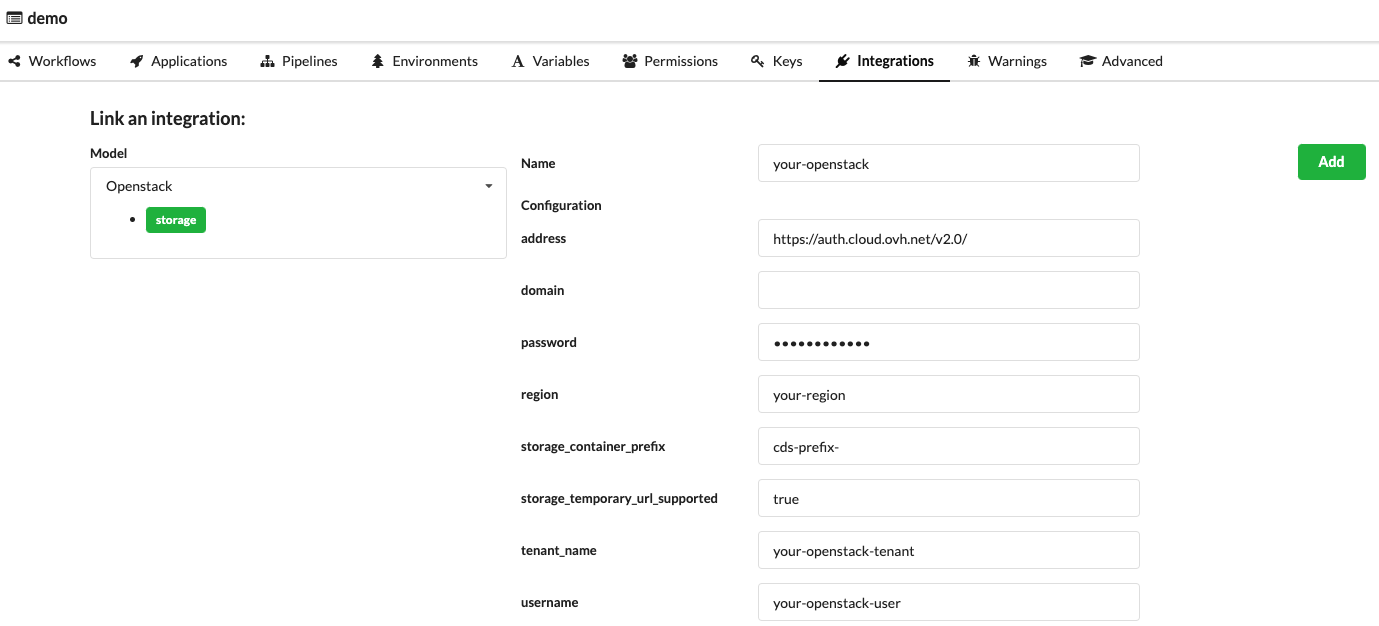 demo
Workflows Applications Pipelines Environments Variables Permissions Keys Integrations Warnings Advanced
Link an integration:
Model
Openstack
storage
Name your-openstack Add
Configuration
address https://auth.cloud.ovh.net/v2.0/
domain
password ••••••••••••
region your-region
storage_container_prefix cds-prefix-
storage_temporary_url_supported true
tenant_name your-openstack-tenant
username your-openstack-user